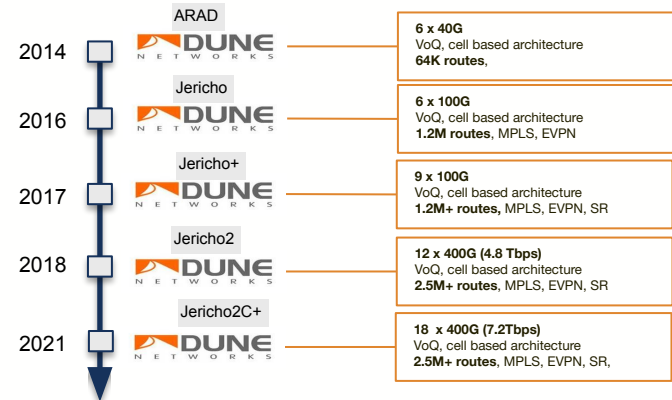 ARAD
2014
DUNE
NETWORKS
6 x 40G
VoQ, cell based architecture
64K routes,
Jericho
2016
DUNE
NETWORKS
6 x 100G
VoQ, cell based architecture
1.2M routes, MPLS, EVPN
Jericho+
2017
DUNE
NETWORKS
9 x 100G
VoQ, cell based architecture
1.2M+ routes, MPLS, EVPN, SR
Jericho2
2018
DUNE
NETWORKS
12 x 400G (4.8 Tbps)
VoQ, cell based architecture
2.5M+ routes, MPLS, EVPN, SR
Jericho2C+
2021
DUNE
NETWORKS
18 x 400G (7.2Tbps)
VoQ, cell based architecture
2.5M+ routes, MPLS, EVPN, SR,